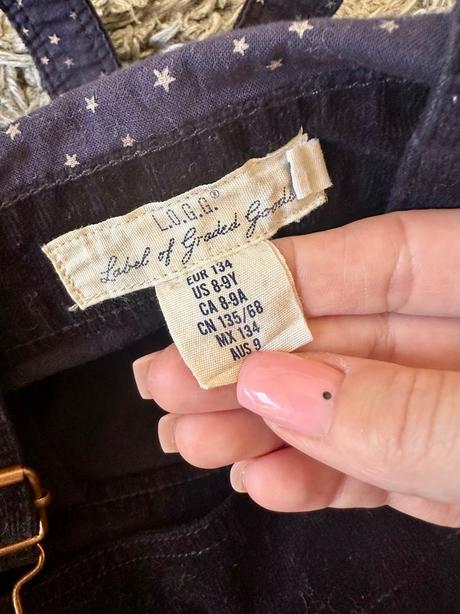 L.O.G.G.®
Label of Graded Goods
EUR 134
US 8-9Y
CA 8-9A
CN 135/68
MX 134
AUS 9